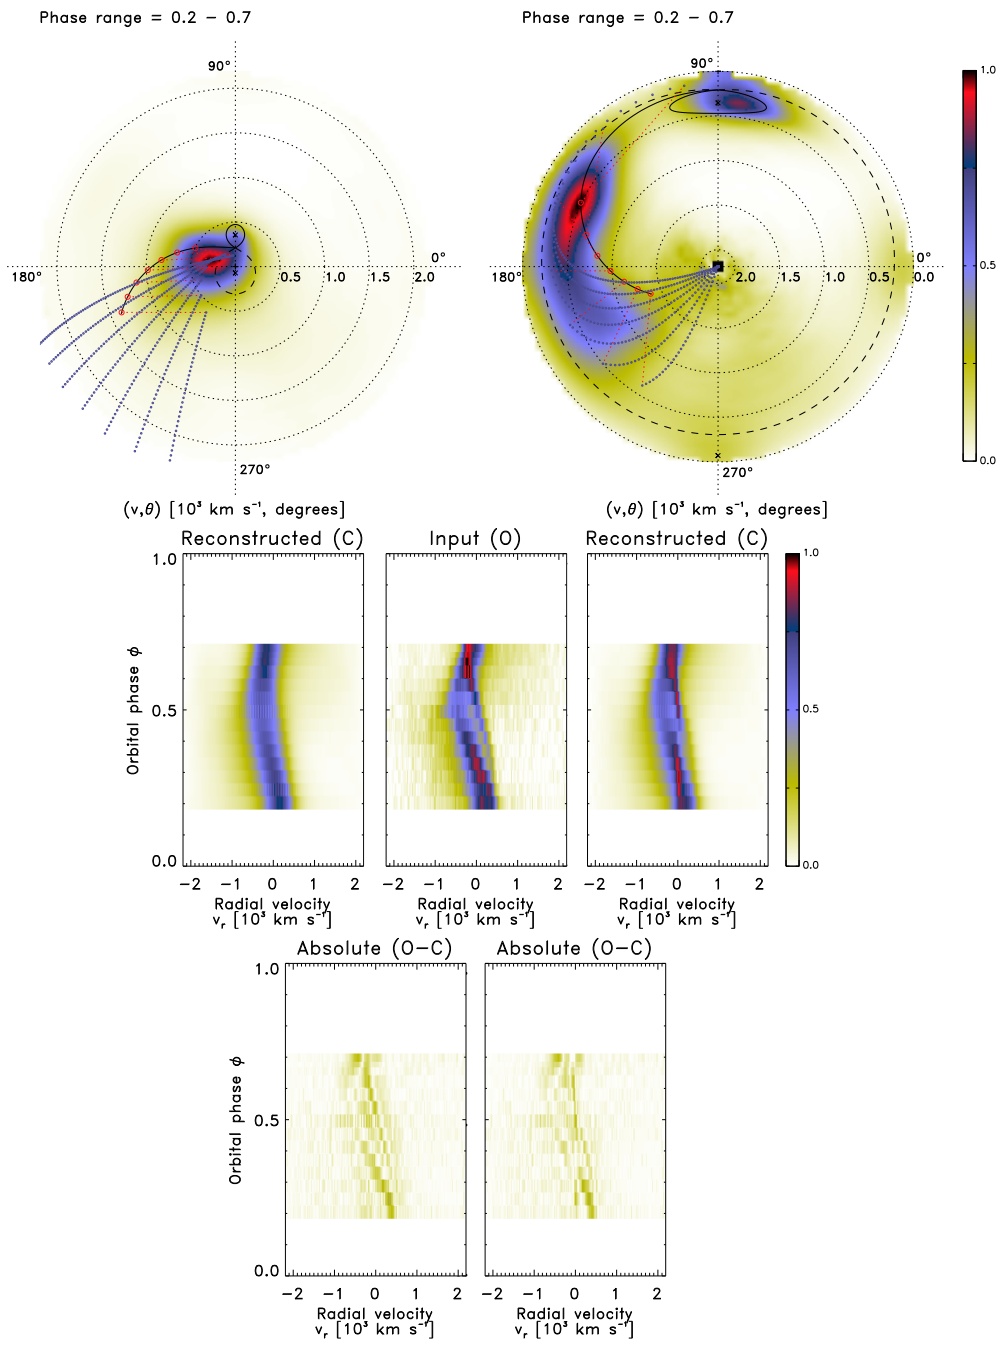 Phase range = 0.2 − 0.7
Phase range = 0.2 − 0.7
90°
90°
1.0
180°
0°
0.5 1.0 1.5 2.0
180°
0°
2.0 1.5 1.0 0.5 0.0
0.5
270°
270°
0.0
(v,θ) [10³ km s⁻¹, degrees]
(v,θ) [10³ km s⁻¹, degrees]
Reconstructed (C)
Input (O)
Reconstructed (C)
1.0
0.5
0.0
Orbital phase ϕ
1.0
0.5
0.0
−2 −1 0 1 2
−2 −1 0 1 2
−2 −1 0 1 2
Radial velocity
vᵣ [10³ km s⁻¹]
Radial velocity
vᵣ [10³ km s⁻¹]
Radial velocity
vᵣ [10³ km s⁻¹]
Absolute (O−C)
Absolute (O−C)
1.0
0.5
0.0
Orbital phase ϕ
−2 −1 0 1 2
−2 −1 0 1 2
Radial velocity
vᵣ [10³ km s⁻¹]
Radial velocity
vᵣ [10³ km s⁻¹]